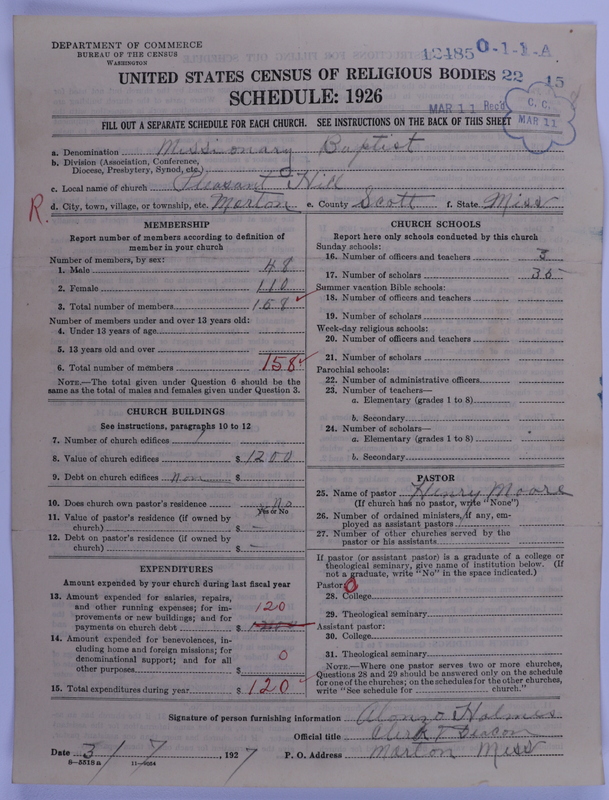 DEPARTMENT OF COMMERCE
BUREAU OF THE CENSUS
WASHINGTON
12485 0-1-1-A
UNITED STATES CENSUS OF RELIGIOUS BODIES 22 15
SCHEDULE: 1926
MAR 11 Rec'd
C. C.
MAR 11
FILL OUT A SEPARATE SCHEDULE FOR EACH CHURCH. SEE INSTRUCTIONS ON THE BACK OF THIS SHEET
a. Denomination Missionary Baptist
b. Division (Association, Conference,
Diocese, Presbytery, Synod, etc.)
c. Local name of church Pleasant Hill
R.
d. City, town, village, or township, etc. Morton e. County Scott f. State Miss
MEMBERSHIP
Report number of members according to definition of
member in your church
Number of members, by sex:
1. Male 48
2. Female 110
3. Total number of members 158
Number of members under and over 13 years old:
4. Under 13 years of age
5. 13 years old and over
6. Total number of members 158
NOTE.—The total given under Question 6 should be the
same as the total of males and females given under Question 3.
CHURCH BUILDINGS
See instructions, paragraphs 10 to 12
7. Number of church edifices 1
8. Value of church edifices $ 1200
9. Debt on church edifices non $
10. Does church own pastor's residence No
Yes or No
11. Value of pastor's residence (if owned by
church) $ —
12. Debt on pastor's residence (if owned by
church) $ —
EXPENDITURES
Amount expended by your church during last fiscal year
13. Amount expended for salaries, repairs,
and other running expenses; for im-
provements or new buildings; and for
payments on church debt $ 120
14. Amount expended for benevolences, in-
cluding home and foreign missions; for
denominational support; and for all
other purposes $ 0
15. Total expenditures during year $ 120
CHURCH SCHOOLS
Report here only schools conducted by this church
Sunday schools:
16. Number of officers and teachers 3
17. Number of scholars 35
Summer vacation Bible schools:
18. Number of officers and teachers
19. Number of scholars
Week-day religious schools:
20. Number of officers and teachers
21. Number of scholars
Parochial schools:
22. Number of administrative officers
23. Number of teachers—
a. Elementary (grades 1 to 8)
b. Secondary
24. Number of scholars—
a. Elementary (grades 1 to 8)
b. Secondary
PASTOR
25. Name of pastor Henry Moore
(If church has no pastor, write "None")
26. Number of ordained ministers, if any, em-
ployed as assistant pastors
27. Number of other churches served by the
pastor or his assistants
If pastor (or assistant pastor) is a graduate of a college or
theological seminary, give name of institution below. (If
not a graduate, write "No" in the space indicated.)
Pastor: 0
28. College
29. Theological seminary
Assistant pastor:
30. College
31. Theological seminary
NOTE.—Where one pastor serves two or more churches,
Questions 28 and 29 should be answered only on the schedule
for one of the churches; on the schedules for the other churches,
write "See schedule for church."
Signature of person furnishing information Alonzo Holmes
Official title Clerk & Deacon
Date 3/7, 1927 P. O. Address Morton Miss
8-5518 a 11-9084